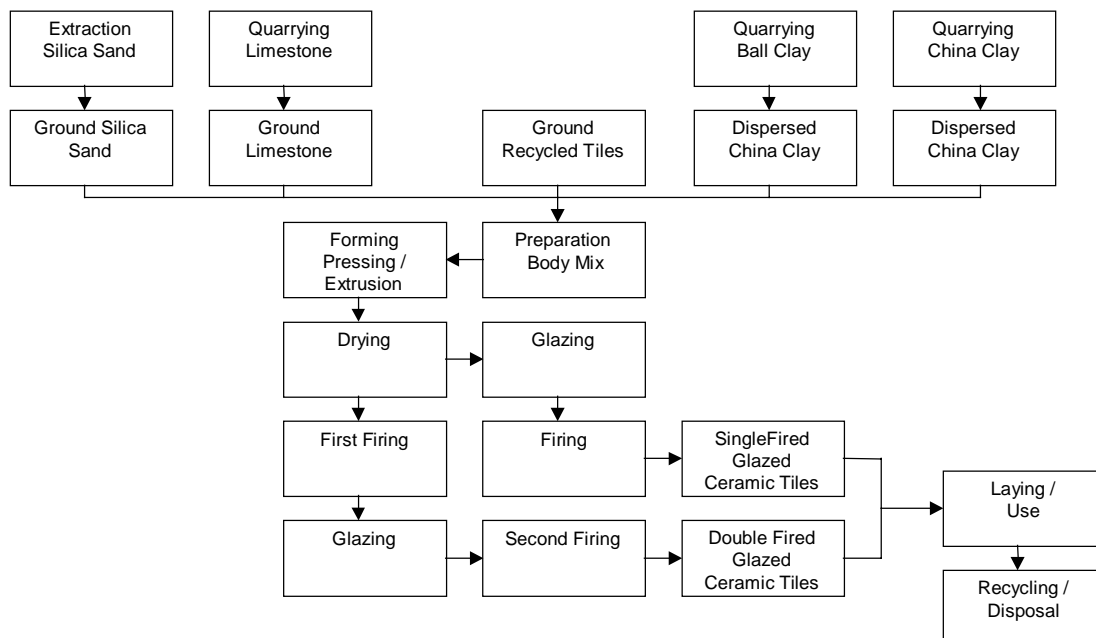 Extraction
Silica Sand
Quarrying
Limestone
Quarrying
Ball Clay
Quarrying
China Clay
Ground Silica
Sand
Ground
Limestone
Ground
Recycled Tiles
Dispersed
China Clay
Dispersed
China Clay
Forming
Pressing /
Extrusion
Preparation
Body Mix
Drying
Glazing
First Firing
Firing
SingleFired
Glazed
Ceramic Tiles
Laying /
Use
Glazing
Second Firing
Double Fired
Glazed
Ceramic Tiles
Recycling /
Disposal